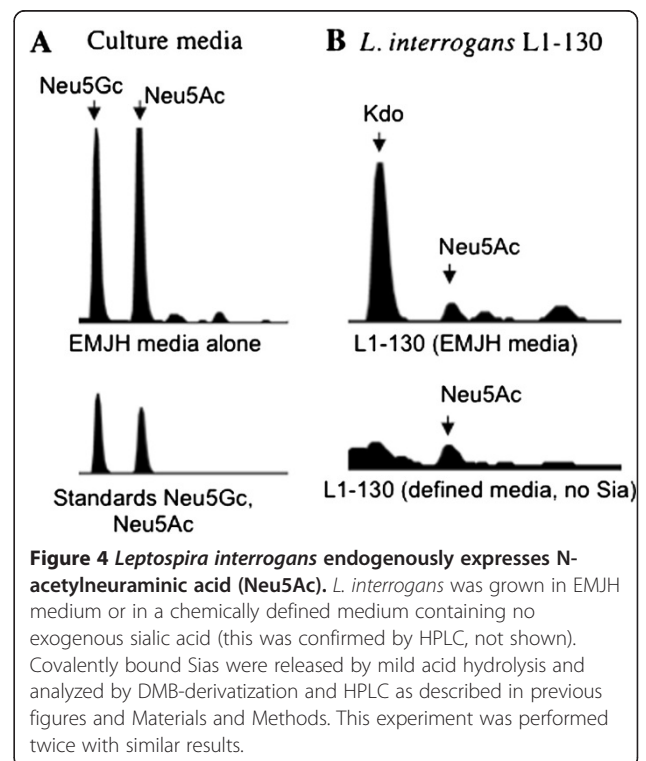 A Culture media
B L. interrogans L1-130
Neu5Gc
Neu5Ac
EMJH media alone
Standards Neu5Gc,
Neu5Ac
Kdo
Neu5Ac
L1-130 (EMJH media)
Neu5Ac
L1-130 (defined media, no Sia)
Figure 4 Leptospira interrogans endogenously expresses N-
acetylneuraminic acid (Neu5Ac). L. interrogans was grown in EMJH
medium or in a chemically defined medium containing no
exogenous sialic acid (this was confirmed by HPLC, not shown).
Covalently bound Sias were released by mild acid hydrolysis and
analyzed by DMB-derivatization and HPLC as described in previous
figures and Materials and Methods. This experiment was performed
twice with similar results.